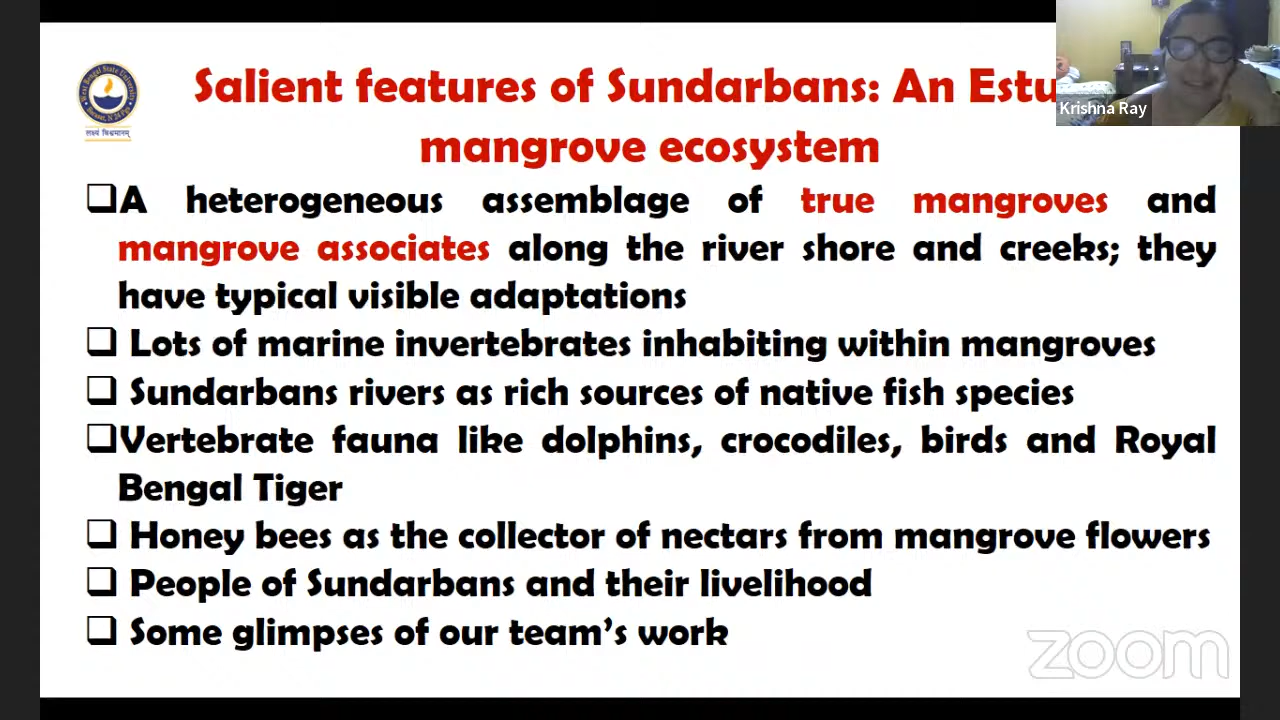 Salient features of Sundarbans: An Estu
mangrove ecosystem
Krishna Ray
❑A heterogeneous assemblage of true mangroves and
mangrove associates along the river shore and creeks; they
have typical visible adaptations
❑ Lots of marine invertebrates inhabiting within mangroves
❑ Sundarbans rivers as rich sources of native fish species
❑Vertebrate fauna like dolphins, crocodiles, birds and Royal
Bengal Tiger
❑ Honey bees as the collector of nectars from mangrove flowers
❑ People of Sundarbans and their livelihood
❑ Some glimpses of our team's work
West Bengal State University
zoom